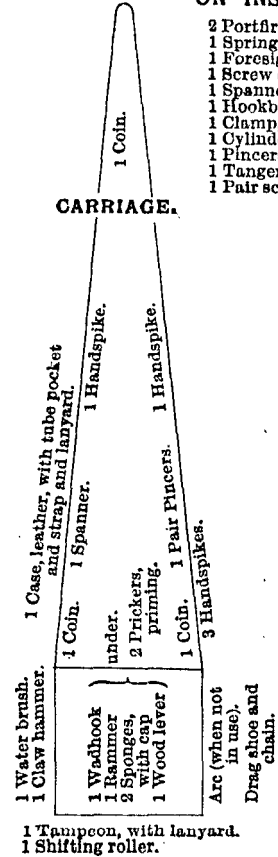 ON INS
2 Portfir
1 Spring
1 Foresig
1 Screw
1 Spanne
1 Hookb
1 Clamp
1 Cylind
1 Pincer
1 Tanger
1 Pair sc
1 Coin.
CARRIAGE.
1 Case, leather, with tube pocket
and strap and lanyard.
1 Handspike.
1 Handspike.
1 Spanner.
1 Pair Pincers.
1 Coin.
under.
2 Prickers,
priming.
1 Coin.
3 Handspikes.
1 Water brush.
1 Claw hammer.
1 Wadhook
1 Rammer
2 Sponges,
with cap
1 Wood lever
Arc (when not
in use).
Drag shoe and
chain.
1 Tampeon, with lanyard.
1 Shifting roller.